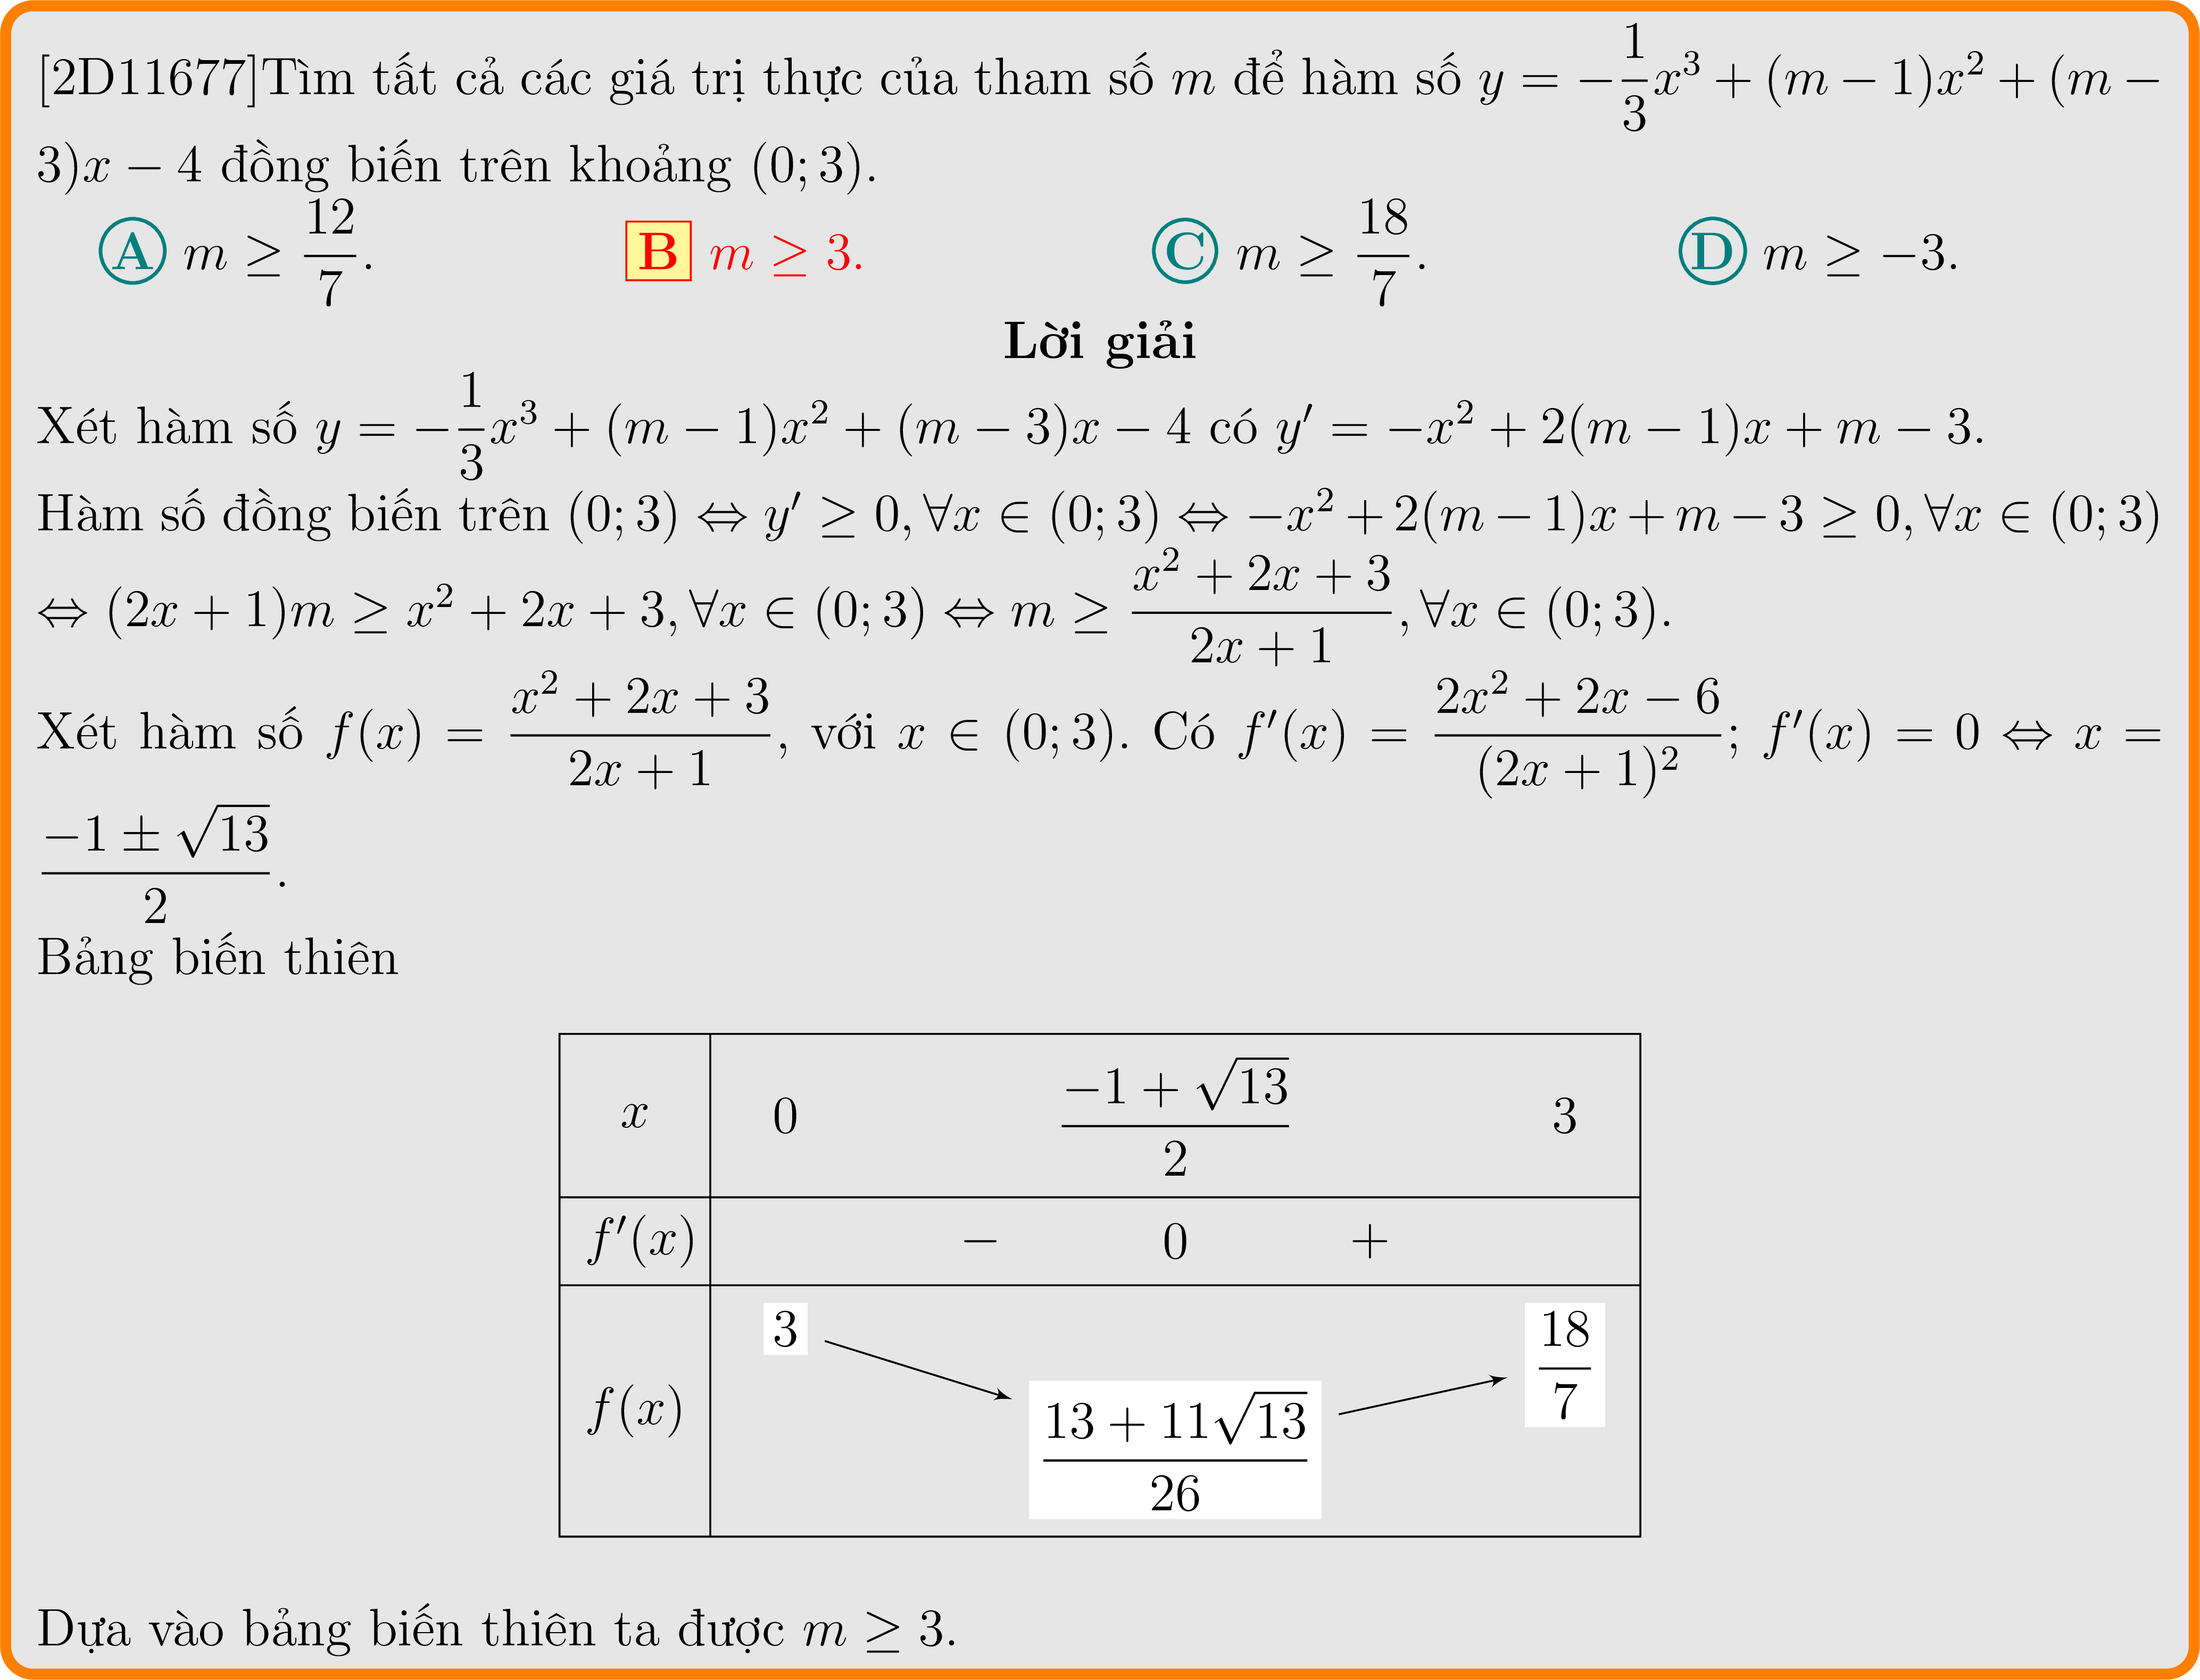 [2D11677]Tìm tất cả các giá trị thực của tham số $m$ để hàm số $y = -\frac{1}{3}x^3 + (m-1)x^2 + (m-$
$3)x - 4$ đồng biến trên khoảng $(0; 3)$.
A $m \geq \frac{12}{7}$. B $m \geq 3$. C $m \geq \frac{18}{7}$. D $m \geq -3$.
Lời giải
Xét hàm số $y = -\frac{1}{3}x^3 + (m-1)x^2 + (m-3)x - 4$ có $y' = -x^2 + 2(m-1)x + m - 3$.
Hàm số đồng biến trên $(0; 3) \Leftrightarrow y' \geq 0, \forall x \in (0; 3) \Leftrightarrow -x^2 + 2(m-1)x + m - 3 \geq 0, \forall x \in (0; 3)$
$\Leftrightarrow (2x+1)m \geq x^2 + 2x + 3, \forall x \in (0; 3) \Leftrightarrow m \geq \frac{x^2+2x+3}{2x+1}, \forall x \in (0; 3)$.
Xét hàm số $f(x) = \frac{x^2+2x+3}{2x+1}$, với $x \in (0; 3)$. Có $f'(x) = \frac{2x^2+2x-6}{(2x+1)^2}$; $f'(x) = 0 \Leftrightarrow x =$
$\frac{-1 \pm \sqrt{13}}{2}$.
Bảng biến thiên
$x$ $0$ $\frac{-1+\sqrt{13}}{2}$ $3$
$f'(x)$ $-$ $0$ $+$
$f(x)$ $3$ $\frac{13+11\sqrt{13}}{26}$ $\frac{18}{7}$
Dựa vào bảng biến thiên ta được $m \geq 3$.